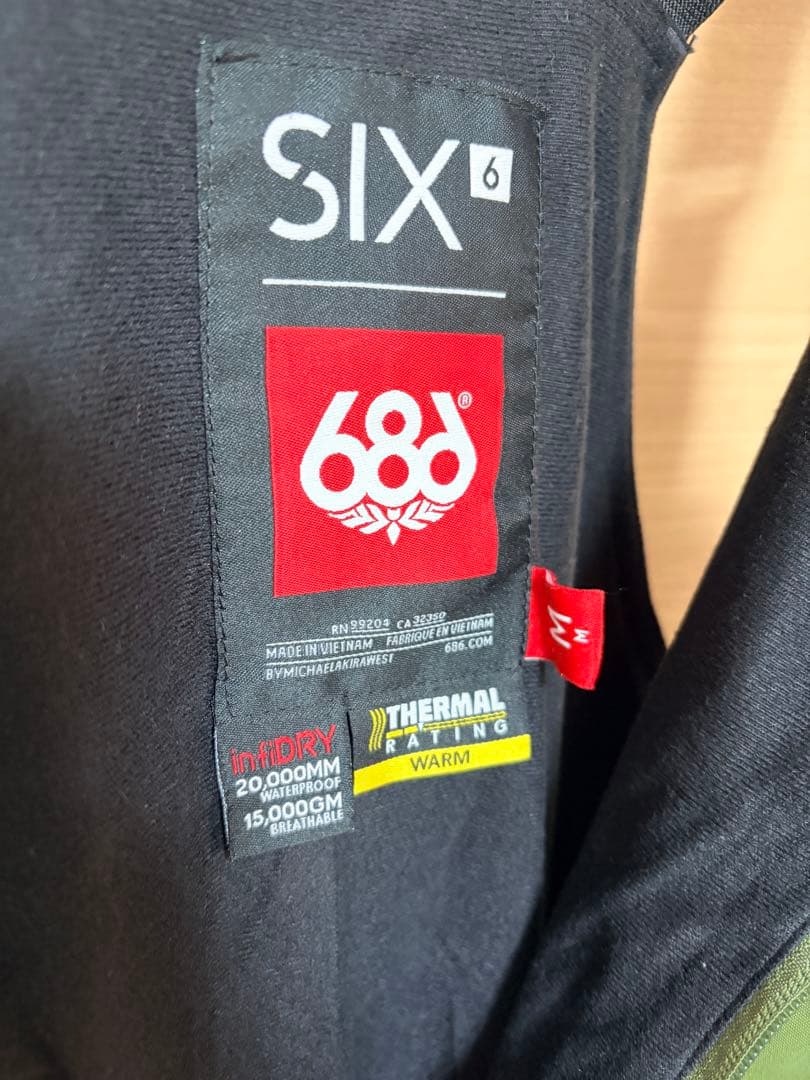 SIX 6
686®
RN 99204 CA 32350
MADE IN VIETNAM FABRIQUE EN VIETNAM
BYMICHAELAKIRAWEST 686.COM
M
M
THERMAL
RATING
WARM
infiDRY
20,000MM
WATERPROOF
15,000GM
BREATHABLE